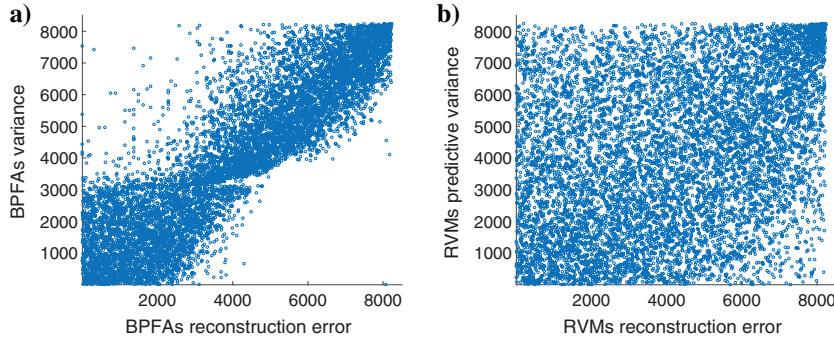 a)
BPFAs variance
8000
7000
6000
5000
4000
3000
2000
1000
2000 4000 6000 8000
BPFAs reconstruction error
b)
RVMs predictive variance
8000
7000
6000
5000
4000
3000
2000
1000
2000 4000 6000 8000
RVMs reconstruction error